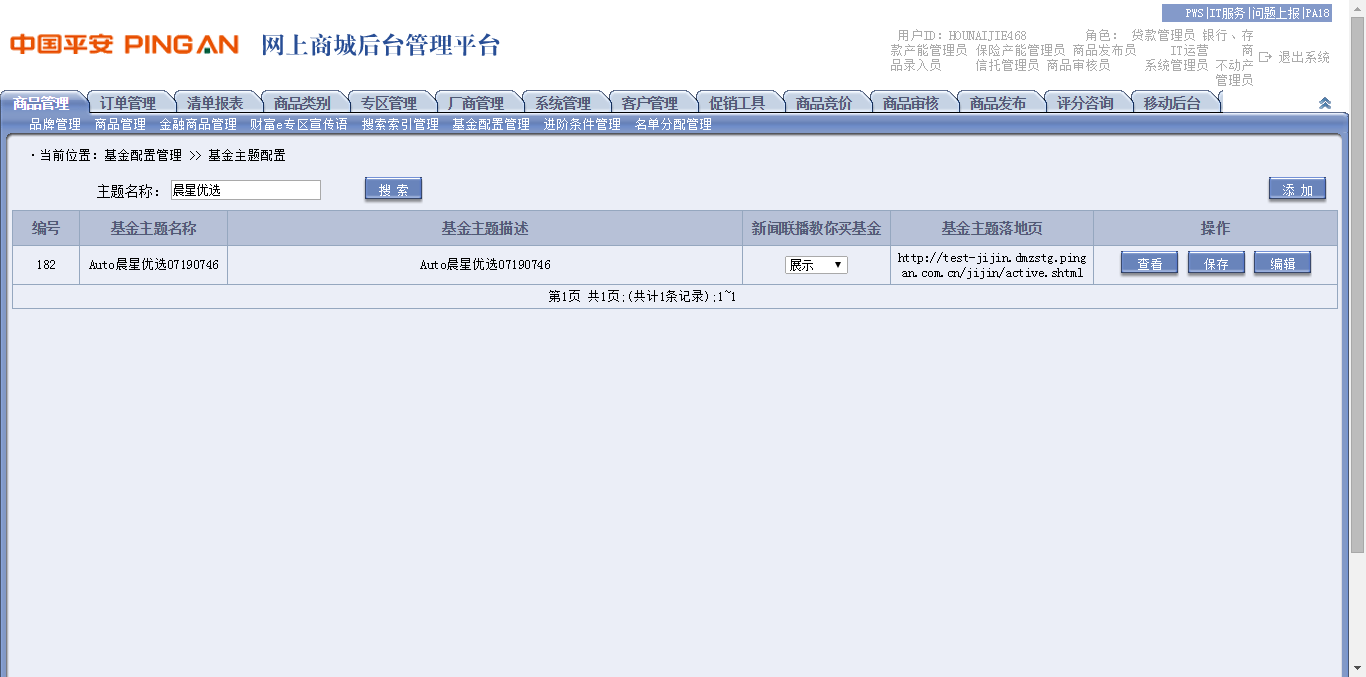 PWS|IT服务|问题上报|PA18
中国平安 PING AN 网上商城后台管理平台
用户ID: HOUNAIJIE468 角色: 贷款管理员 银行、存
款产能管理员 保险产能管理员 商品发布员 IT运营 商
品录入员 信托管理员 商品审核员 系统管理员 不动产
管理员
退出系统
商品管理 订单管理 清单报表 商品类别 专区管理 厂商管理 系统管理 客户管理 促销工具 商品竞价 商品审核 商品发布 评分咨询 移动后台
品牌管理 商品管理 金融商品管理 财富e专区宣传语 搜索索引管理 基金配置管理 进阶条件管理 名单分配管理
·当前位置: 基金配置管理 >> 基金主题配置
主题名称: 晨星优选 搜 索 添 加
编号 基金主题名称 基金主题描述 新闻联播教你买基金 基金主题落地页 操作
182 Auto晨星优选07190746 Auto晨星优选07190746 展示 http://test-jijin.dmzstg.ping
an.com.cn/jijin/active.shtml 查看 保存 编辑
第1页 共1页;(共计1条记录);1~1